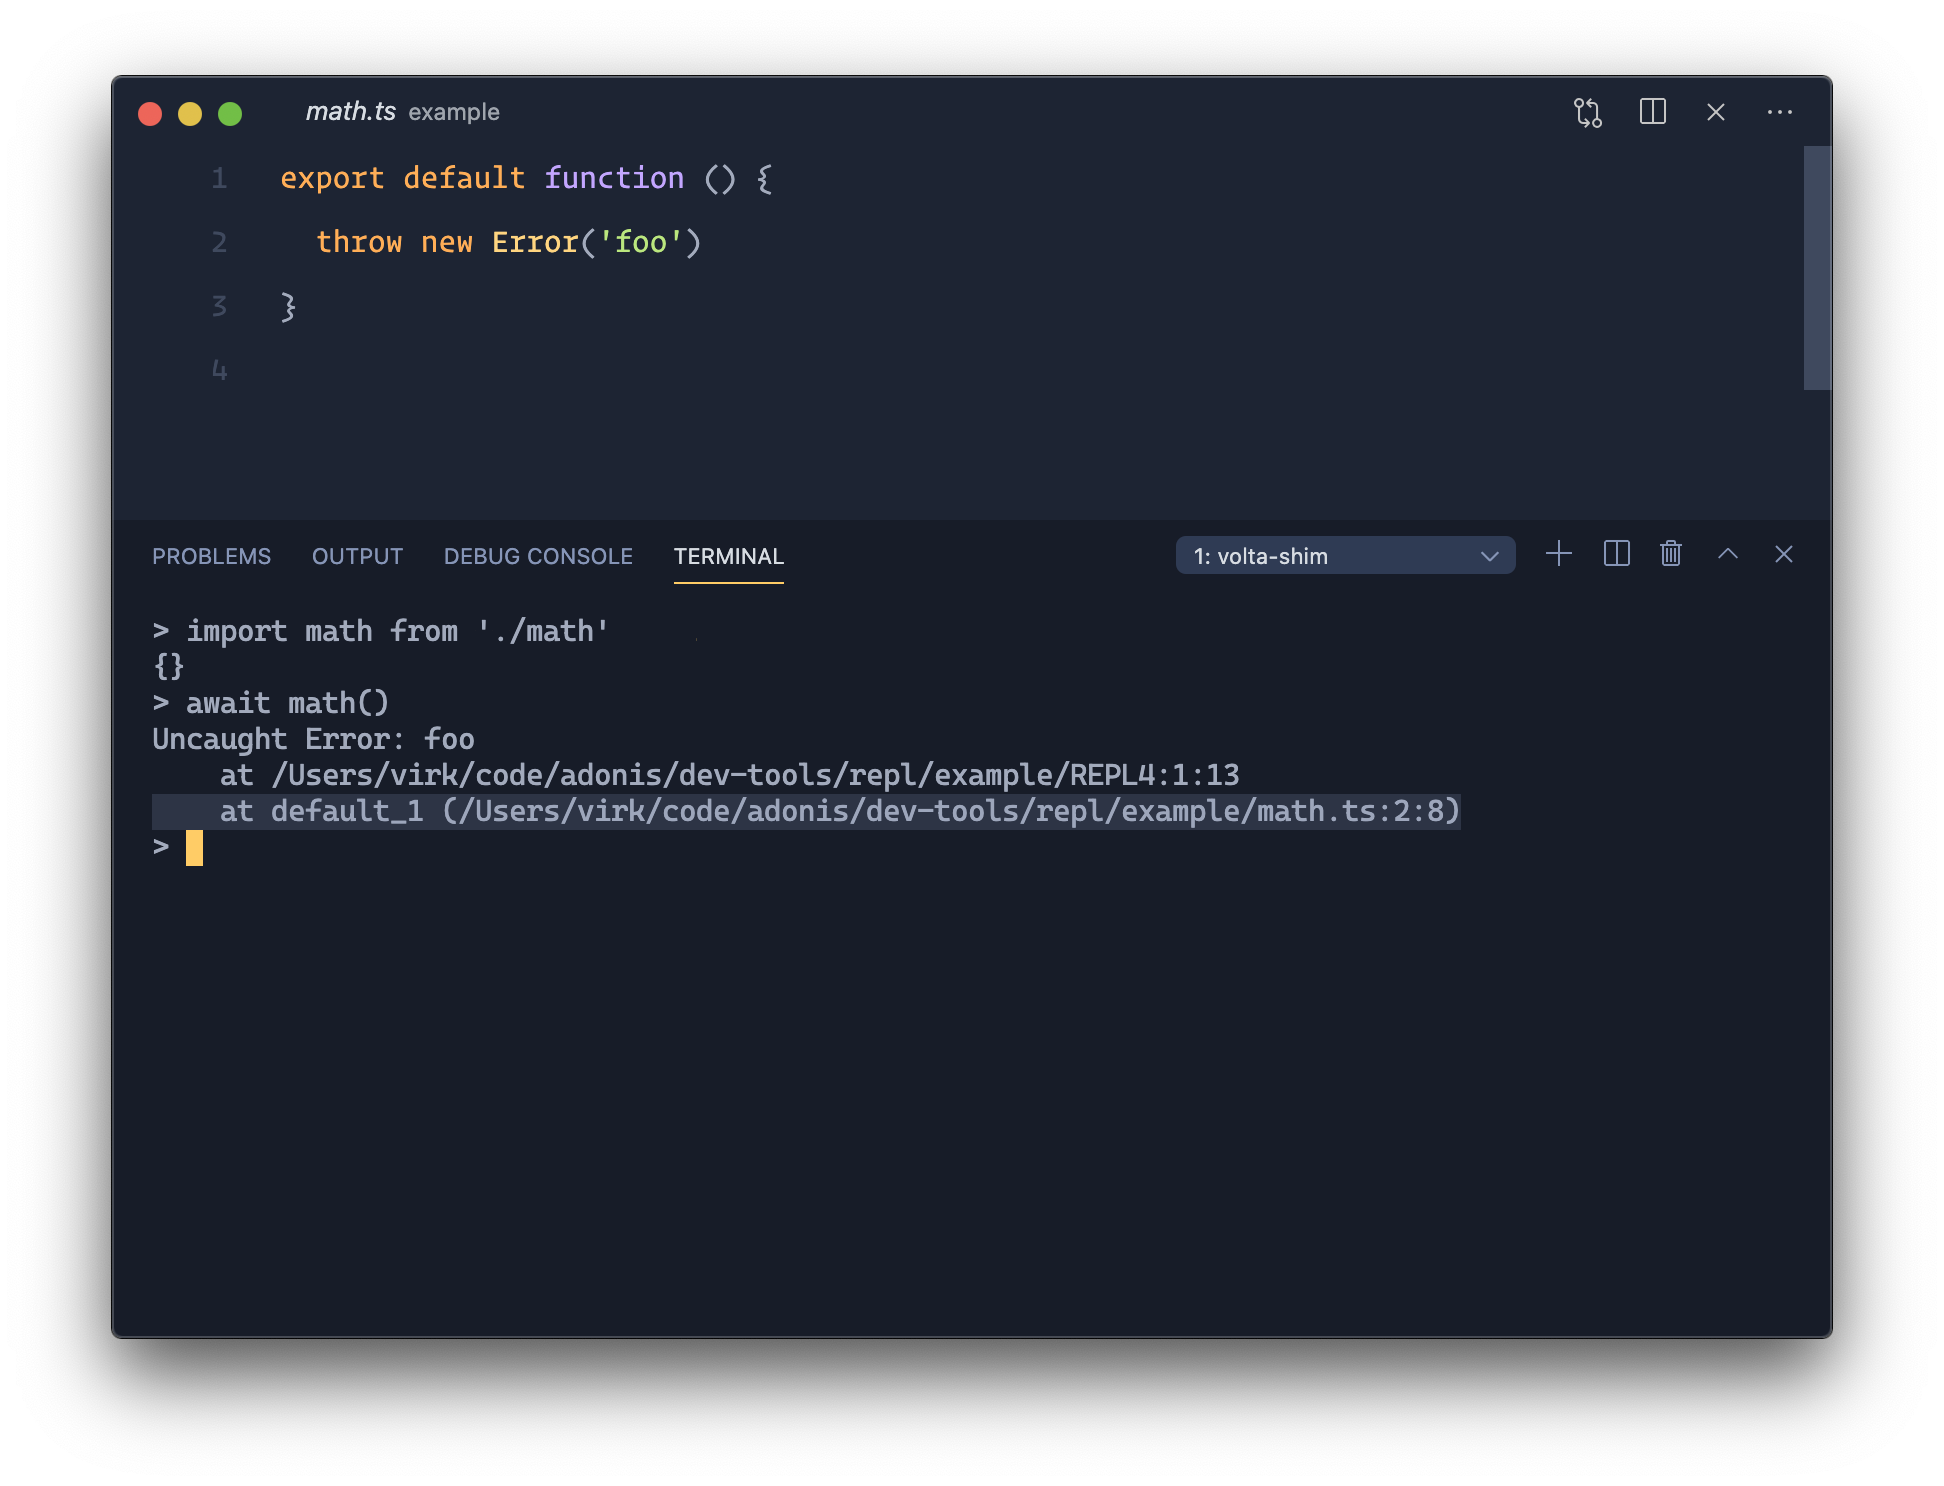 math.ts example
1 export default function () {
2   throw new Error('foo')
3 }
4
PROBLEMS OUTPUT DEBUG CONSOLE TERMINAL 1: volta-shim
> import math from './math'
{}
> await math()
Uncaught Error: foo
    at /Users/virk/code/adonis/dev-tools/repl/example/REPL4:1:13
    at default_1 (/Users/virk/code/adonis/dev-tools/repl/example/math.ts:2:8)
>